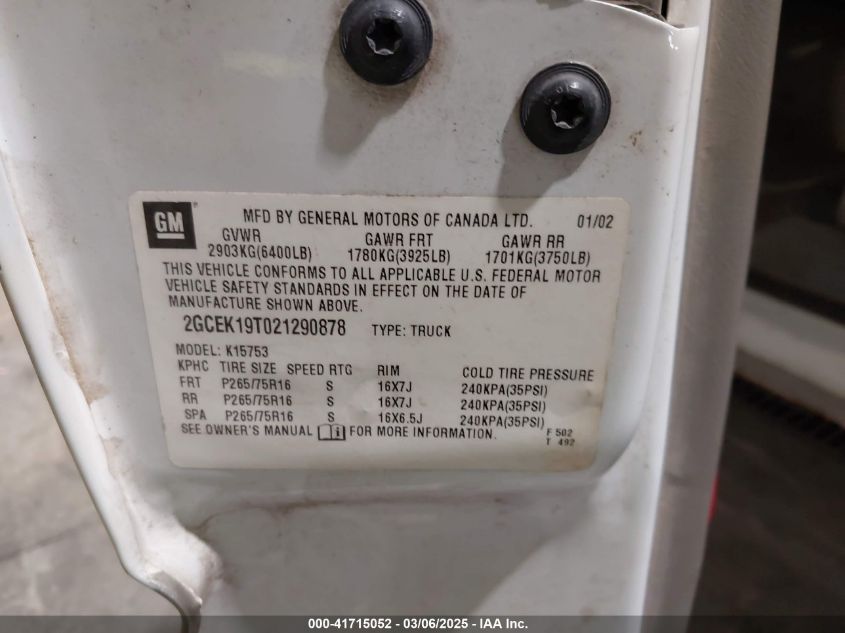 GM ®
MFD BY GENERAL MOTORS OF CANADA LTD. 01/02
GVWR GAWR FRT GAWR RR
2903KG(6400LB) 1780KG(3925LB) 1701KG(3750LB)
THIS VEHICLE CONFORMS TO ALL APPLICABLE U.S. FEDERAL MOTOR
VEHICLE SAFETY STANDARDS IN EFFECT ON THE DATE OF
MANUFACTURE SHOWN ABOVE.
2GCEK19T021290878 TYPE: TRUCK
MODEL: K15753
KPHC TIRE SIZE SPEED RTG RIM COLD TIRE PRESSURE
FRT P265/75R16 S 16X7J 240KPA(35PSI)
RR P265/75R16 S 16X7J 240KPA(35PSI)
SPA P265/75R16 S 16X6.5J 240KPA(35PSI)
SEE OWNER'S MANUAL i FOR MORE INFORMATION. F 502
T 492
000-41715052 / 03/06/2025 - IAA Inc.